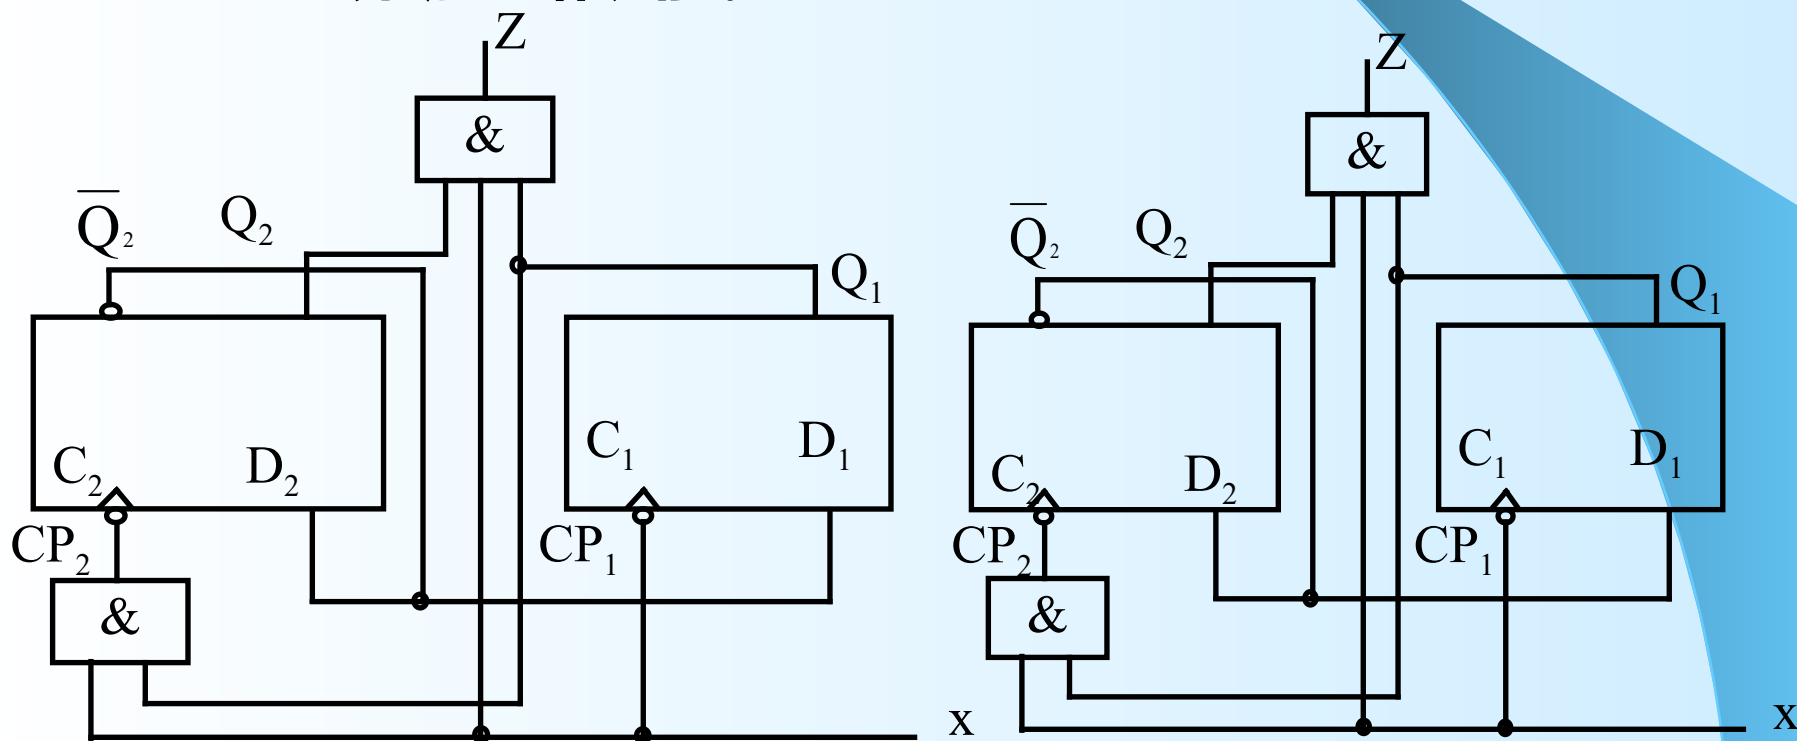 Z
&
Q̅₂
Q₂
Q₁
C₂
D₂
C₁
D₁
CP₂
CP₁
&
x
Z
&
Q̅₂
Q₂
Q₁
C₂
D₂
C₁
D₁
CP₂
CP₁
&
x